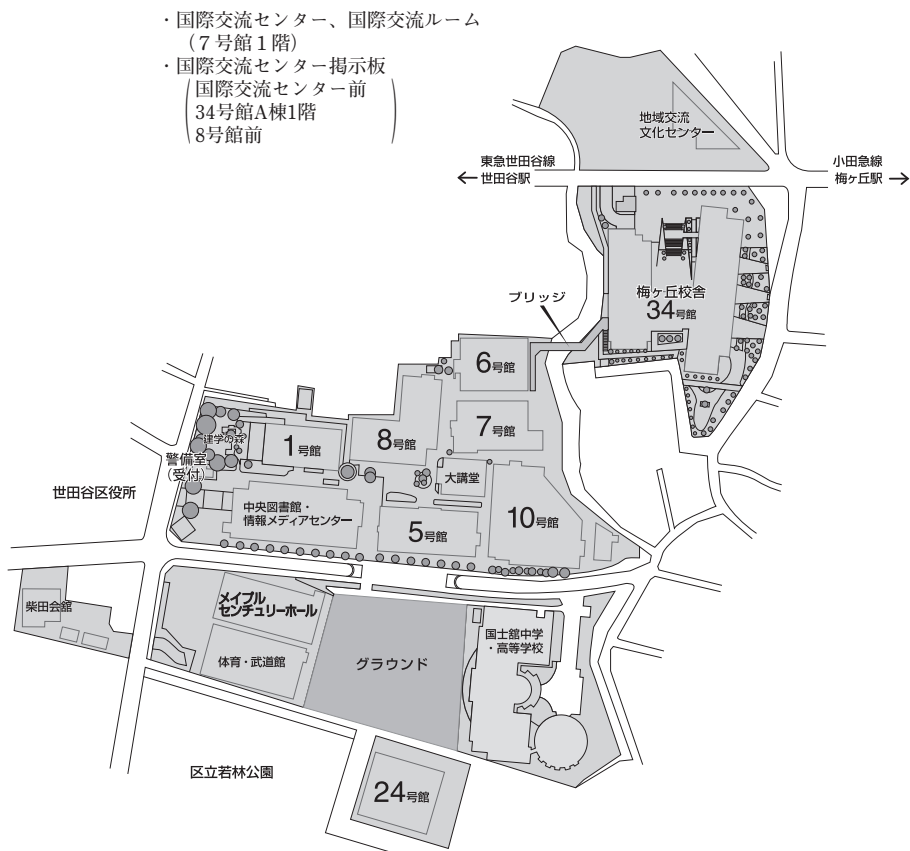 ・国際交流センター、国際交流ルーム
（７号館１階）
・国際交流センター掲示板
国際交流センター前
34号館A棟1階
8号館前
地域交流
文化センター
東急世田谷線
世田谷駅
小田急線
梅ヶ丘駅
梅ヶ丘校舎
34号館
ブリッジ
6号館
7号館
8号館
1号館
建学の森
警備室
（受付）
大講堂
世田谷区役所
中央図書館・
情報メディアセンター
5号館
10号館
柴田会舘
メイプル
センチュリーホール
体育・武道館
グラウンド
国士舘中学
・高等学校
区立若林公園
24号館